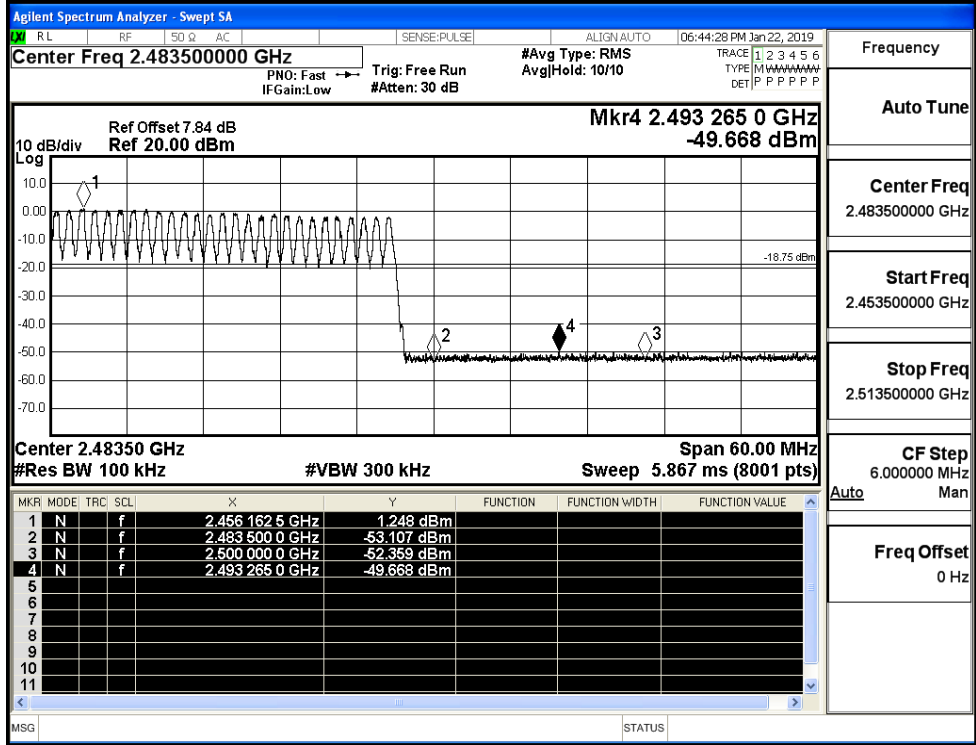 Agilent Spectrum Analyzer - Swept SA
LXI RL RF 50 Ω AC SENSE:PULSE ALIGN AUTO 06:44:28 PM Jan 22, 2019
Center Freq 2.483500000 GHz
PNO: Fast
IFGain:Low
Trig: Free Run
#Atten: 30 dB
#Avg Type: RMS
Avg|Hold: 10/10
TRACE 1 2 3 4 5 6
TYPE M WWWWW
DET P P P P P P
Frequency
Auto Tune
Center Freq
2.483500000 GHz
Start Freq
2.453500000 GHz
Stop Freq
2.513500000 GHz
CF Step
6.000000 MHz
Auto Man
Freq Offset
0 Hz
Mkr4 2.493 265 0 GHz
-49.668 dBm
Ref Offset 7.84 dB
10 dB/div Ref 20.00 dBm
Log
10.0
0.00
-10.0
-20.0
-30.0
-40.0
-50.0
-60.0
-70.0
1
2
4
3
-18.75 dBm
Center 2.48350 GHz Span 60.00 MHz
#Res BW 100 kHz #VBW 300 kHz Sweep 5.867 ms (8001 pts)
MKR MODE TRC SCL X Y FUNCTION FUNCTION WIDTH FUNCTION VALUE
1 N f 2.456 162 5 GHz 1.248 dBm
2 N f 2.483 500 0 GHz -53.107 dBm
3 N f 2.500 000 0 GHz -52.359 dBm
4 N f 2.493 265 0 GHz -49.668 dBm
5
6
7
8
9
10
11
MSG STATUS